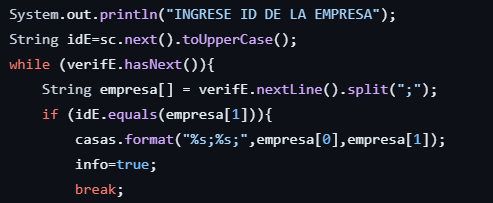 System.out.println("INGRESE ID DE LA EMPRESA");
String idE=sc.next().toUpperCase();
while (verifE.hasNext()){
    String empresa[] = verifE.nextLine().split(";");
    if (idE.equals(empresa[1])){
        casas.format("%s;%s;",empresa[0],empresa[1]);
        info=true;
        break;